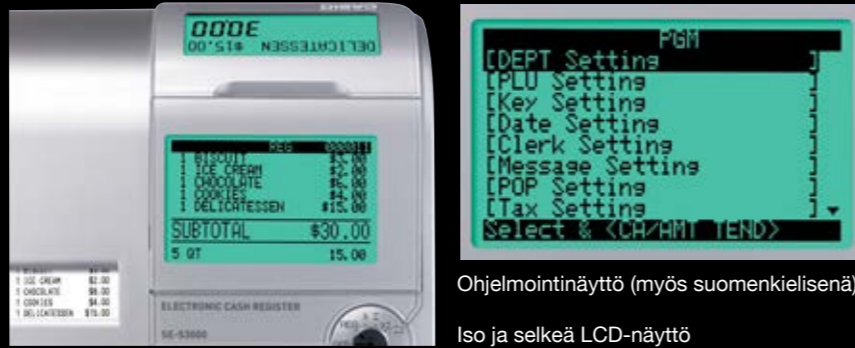 CASIO
DELICATESSEN $15.00
30.00
REG 000011
1 BISCUIT $3.00
1 ICE CREAM $2.00
1 CHOCOLATE $6.00
1 COOKIES $4.00
1 DELICATESSEN $15.00
SUBTOTAL $30.00
5 QT 15.00
1 ICE CREAM $2.00
1 CHOCOLATE $6.00
1 COOKIES $4.00
1 DELICATESSEN $15.00
ELECTRONIC CASH REGISTER
SE-S3000
PGM
[DEPT Setting ]
[PLU Setting ]
[Key Setting ]
[Date Setting ]
[Clerk Setting ]
[Message Setting ]
[POP Setting ]
[Tax Setting ]
Select & <CA/AMT TEND>
Ohjelmointinäyttö (myös suomenkielisenä)
Iso ja selkeä LCD-näyttö